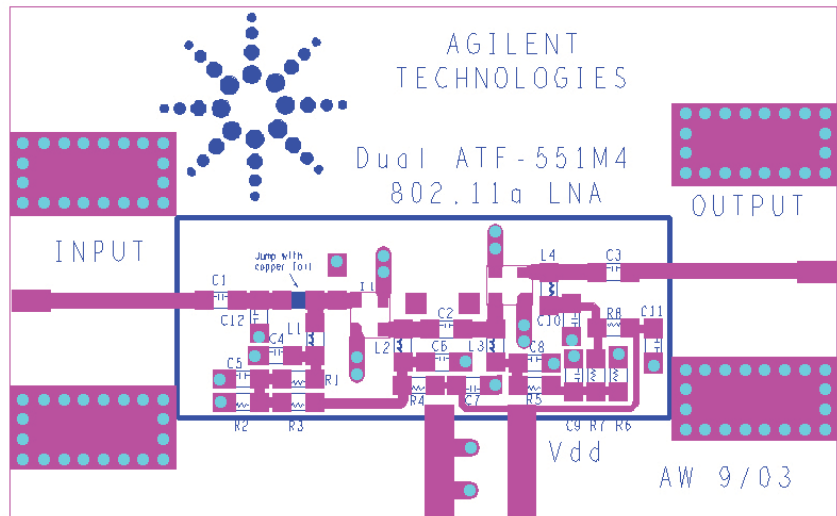 AGILENT
TECHNOLOGIES
Dual ATF-551M4
802.11a LNA
OUTPUT
INPUT
Jump with
copper foil
L4
C3
C1
C12
L1
C2
C10
R8
C11
C4
L2
C6
L3
C8
C5
R1
R4
C7
R5
R2
R3
C9
R7
R6
Vdd
AW 9/03